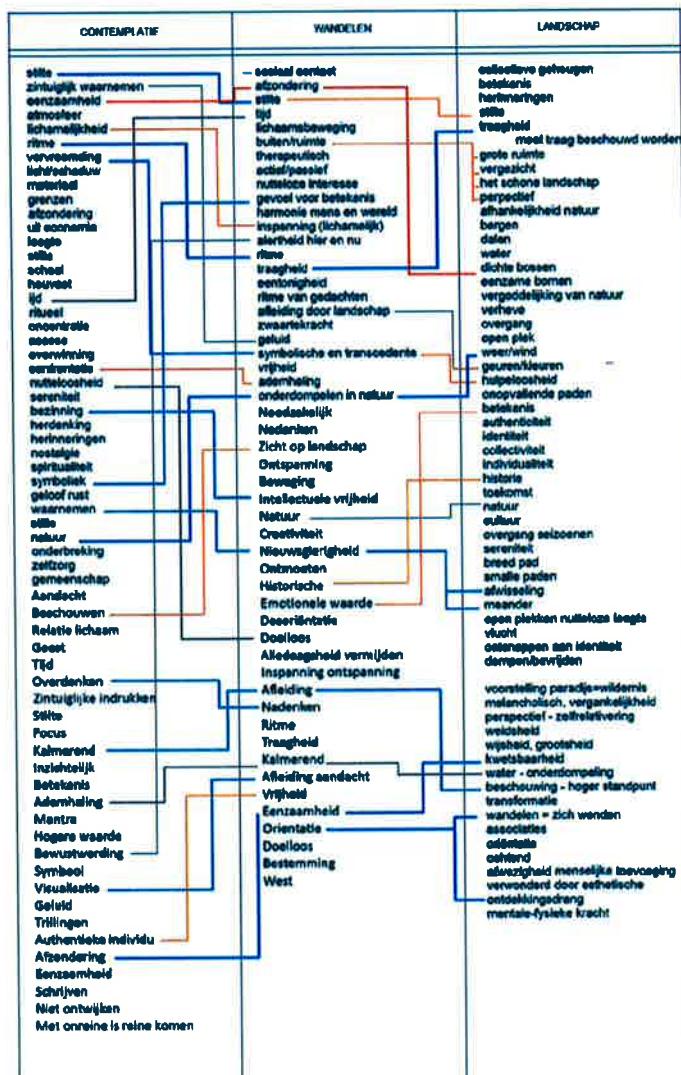 CONTEMPLATIF
stilte
zintuiglijk waarnemen
eenzaamheid
atmosfeer
lichamelijkheid
ritme
vervreemding
licht/schaduw
materiaal
grenzen
afzondering
uit economie
leegte
stilte
schaal
houvast
ijd
ritueel
oncentratie
ascese
overwinning
confrontatie
nutteloosheid
sereniteit
bezinning
herdenking
herinneringen
nostalgie
spiritualiteit
symboliek
geloof rust
waarnemen
stilte
natuur
onderbreking
zelfzorg
gemeenschap
Aandacht
Beschouwen
Relatie lichaam
Geest
Tijd
Overdenken
Zintuiglijke indrukken
Stilte
Focus
Kalmerend
Inzichtelijk
Betekenis
Ademhaling
Mantra
Hogere waarde
Bewustwording
Symbool
Visualisatie
Geluid
Trillingen
Authentieke individu
Afzondering
Eenzaamheid
Schrijven
Niet ontwijken
Met onreine is reine komen
WANDELEN
sociaal contact
afzondering
stilte
tijd
lichaamsbeweging
buiten/ruimte
therapeutisch
actief/passief
nutteloze interesse
gevoel voor betekenis
harmonie mens en wereld
inspanning (lichamelijk)
alertheid hier en nu
ritme
traagheid
eentonigheid
ritme van gedachten
afleiding door landschap
zwaartekracht
geluid
symbolische en transcedente
vrijheid
ademhaling
onderdompelen in natuur
Noodzakelijk
Nadenken
Zicht op landschap
Ontspanning
Beweging
Intellectuele vrijheid
Natuur
Creativiteit
Nieuwsgierigheid
Ontmoeten
Historische
Emotionele waarde
Desoriëntatie
Doelloos
Alledaagsheid vermijden
Inspanning ontspanning
Afleiding
Nadenken
Ritme
Traagheid
Kalmerend
Afleiding aandacht
Vrijheid
Eenzaamheid
Orientatie
Doelloos
Bestemming
West
LANDSCHAP
collectieve geheugen
betekenis
herinneringen
stilte
traagheid
moet traag beschouwd worden
grote ruimte
vergezicht
het schone landschap
perpectief
afhankelijkheid natuur
bergen
dalen
water
dichte bossen
eenzame bomen
vergoddelijking van natuur
verheve
overgang
open plek
weer/wind
geuren/kleuren
hulpeloosheid
onopvallende paden
betekenis
authenticiteit
identiteit
collectiviteit
individualiteit
historie
toekomst
natuur
cultuur
overgang seizoenen
sereniteit
breed pad
smalle paden
afwisseling
meander
open plekken nutteloze leegte
vlucht
ontsnappen aan identiteit
dempen/bevrijden
voorstelling paradijs=wildernis
melancholisch, vergankelijkheid
perspectief - zelfrelativering
weidsheid
wijsheid, grootsheid
kwetsbaarheid
water - onderdompeling
beschouwing - hoger standpunt
transformatie
wandelen = zich wenden
associaties
oriëntatie
ochtend
afwezigheid menselijke toevoeging
verwonderd door esthetische
ontdekkingsdrang
mentale-fysieke kracht